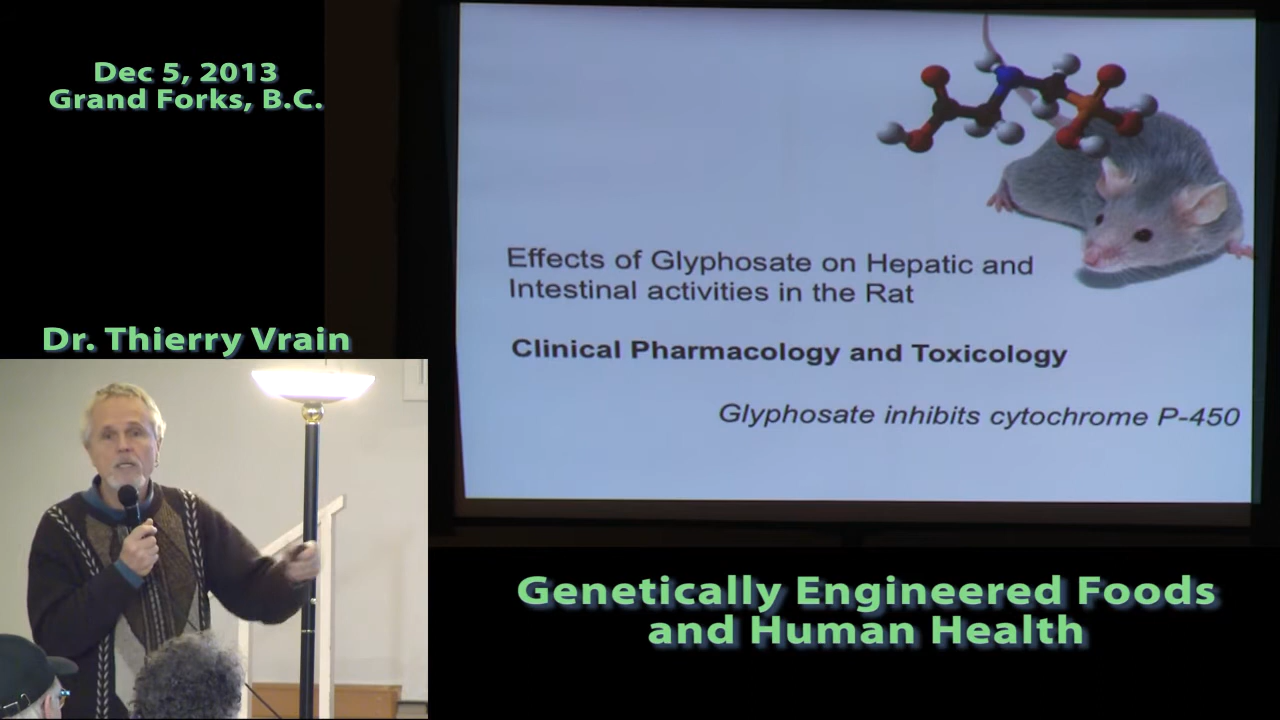 Dec 5, 2013
Grand Forks, B.C.
Dr. Thierry Vrain
Effects of Glyphosate on Hepatic and
Intestinal activities in the Rat
Clinical Pharmacology and Toxicology
Glyphosate inhibits cytochrome P-450
Genetically Engineered Foods
and Human Health